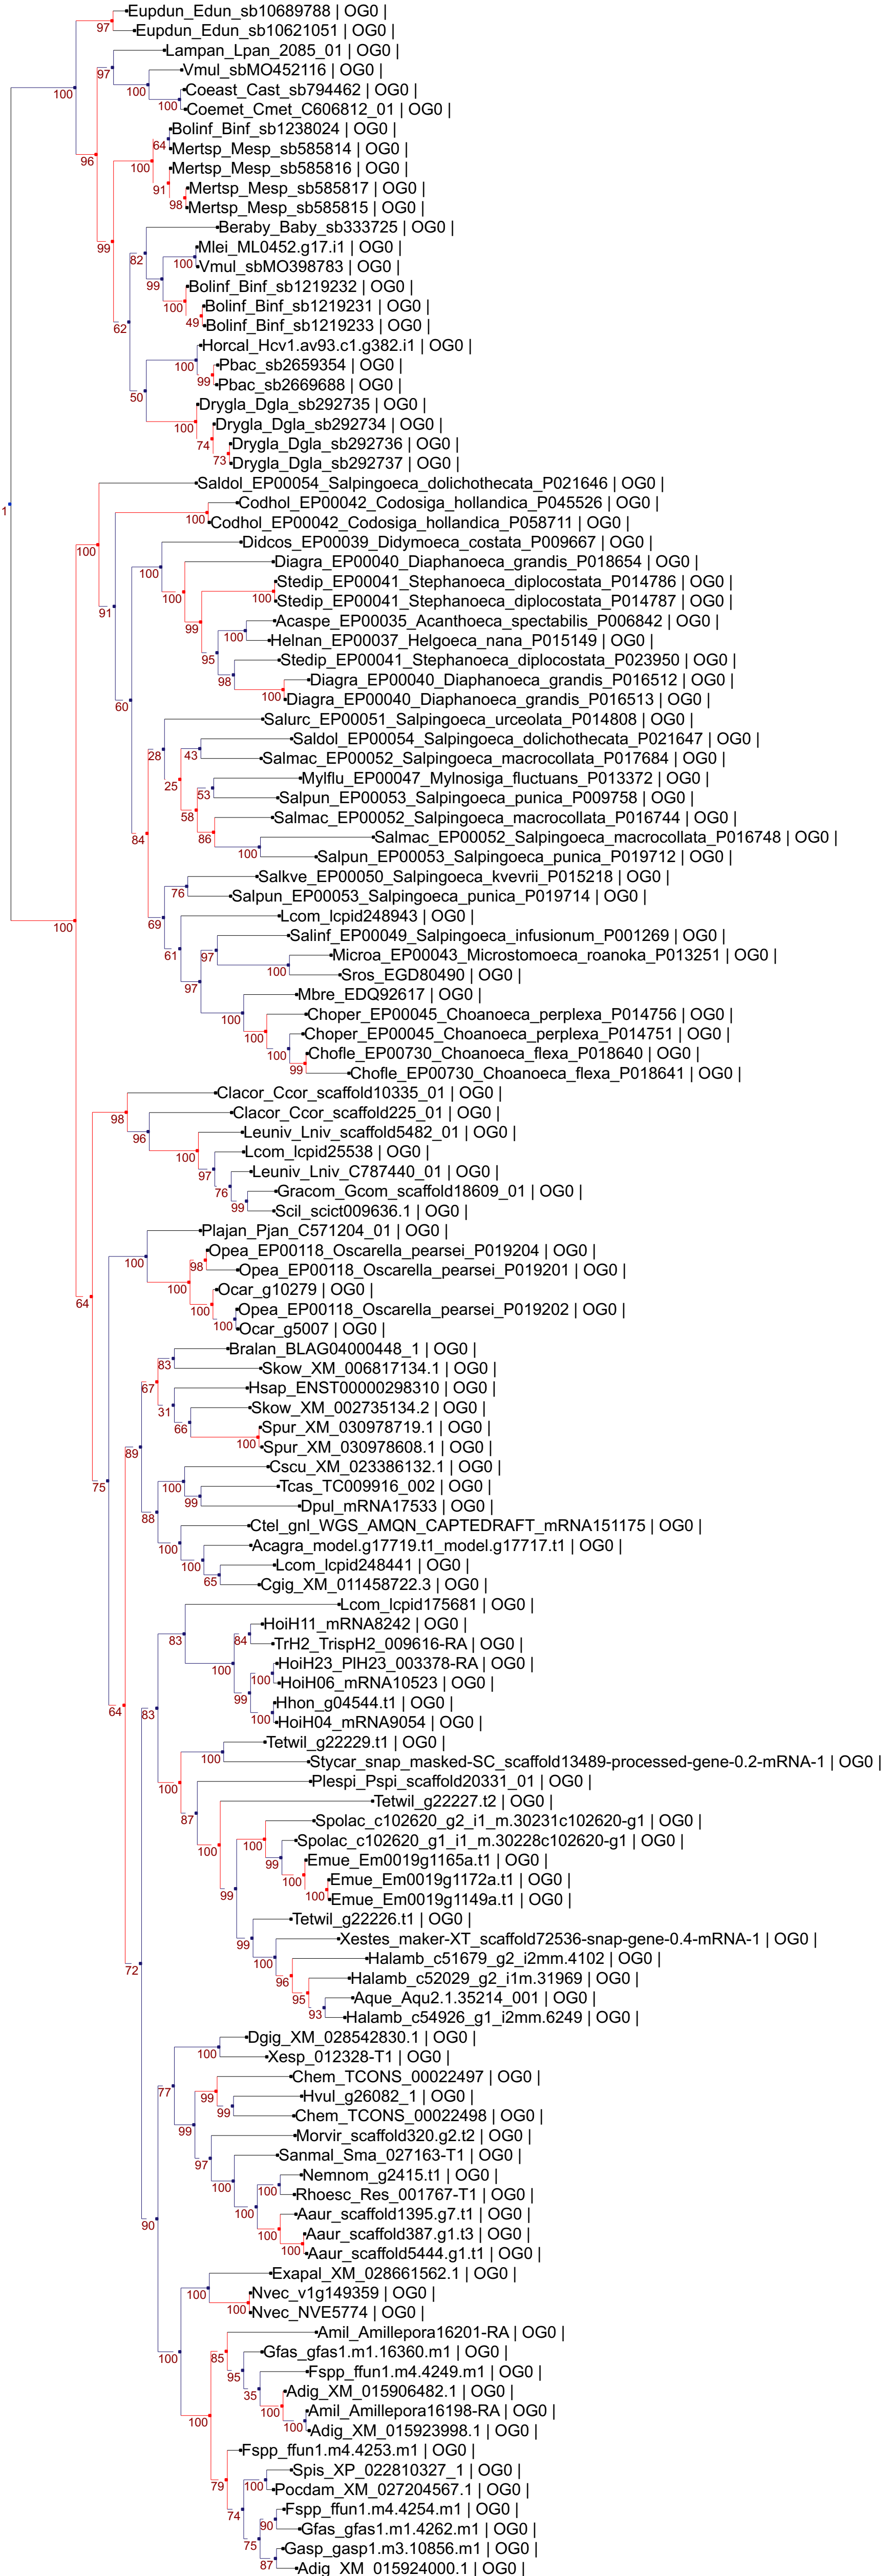 Eupdun_Edun_sb10689788 | OG0 |
97
Eupdun_Edun_sb10621051 | OG0 |
Lampan_Lpan_2085_01 | OG0 |
97
Vmul_sbMO452116 | OG0 |
100
100
Coeast_Cast_sb794462 | OG0 |
100
Coemet_Cmet_C606812_01 | OG0 |
Bolinf_Binf_sb1238024 | OG0 |
64
Mertsp_Mesp_sb585814 | OG0 |
96
100
Mertsp_Mesp_sb585816 | OG0 |
91
Mertsp_Mesp_sb585817 | OG0 |
98
Mertsp_Mesp_sb585815 | OG0 |
Beraby_Baby_sb333725 | OG0 |
99
Mlei_ML0452.g17.i1 | OG0 |
82
100
Vmul_sbMO398783 | OG0 |
99
Bolinf_Binf_sb1219232 | OG0 |
100
Bolinf_Binf_sb1219231 | OG0 |
49
Bolinf_Binf_sb1219233 | OG0 |
62
Horcal_Hcv1.av93.c1.g382.i1 | OG0 |
100
Pbac_sb2659354 | OG0 |
99
Pbac_sb2669688 | OG0 |
50
Drygla_Dgla_sb292735 | OG0 |
100
Drygla_Dgla_sb292734 | OG0 |
74
Drygla_Dgla_sb292736 | OG0 |
73
Drygla_Dgla_sb292737 | OG0 |
Saldol_EP00054_Salpingoeca_dolichothecata_P021646 | OG0 |
1
Codhol_EP00042_Codosiga_hollandica_P045526 | OG0 |
100
Codhol_EP00042_Codosiga_hollandica_P058711 | OG0 |
Didcos_EP00039_Didymoeca_costata_P009667 | OG0 |
100
Diagra_EP00040_Diaphanoeca_grandis_P018654 | OG0 |
100
Stedip_EP00041_Stephanoeca_diplocostata_P014786 | OG0 |
100
100
Stedip_EP00041_Stephanoeca_diplocostata_P014787 | OG0 |
91
Acaspe_EP00035_Acanthoeca_spectabilis_P006842 | OG0 |
99
100
Helnan_EP00037_Helgoeca_nana_P015149 | OG0 |
95
Stedip_EP00041_Stephanoeca_diplocostata_P023950 | OG0 |
98
Diagra_EP00040_Diaphanoeca_grandis_P016512 | OG0 |
100
Diagra_EP00040_Diaphanoeca_grandis_P016513 | OG0 |
60
Salurc_EP00051_Salpingoeca_urceolata_P014808 | OG0 |
Saldol_EP00054_Salpingoeca_dolichothecata_P021647 | OG0 |
28
43
Salmac_EP00052_Salpingoeca_macrocollata_P017684 | OG0 |
Mylflu_EP00047_Mylnosiga_fluctuans_P013372 | OG0 |
25
53
Salpun_EP00053_Salpingoeca_punica_P009758 | OG0 |
58
Salmac_EP00052_Salpingoeca_macrocollata_P016744 | OG0 |
86
Salmac_EP00052_Salpingoeca_macrocollata_P016748 | OG0 |
84
100
Salpun_EP00053_Salpingoeca_punica_P019712 | OG0 |
Salkve_EP00050_Salpingoeca_kvevrii_P015218 | OG0 |
76
Salpun_EP00053_Salpingoeca_punica_P019714 | OG0 |
Lcom_lcpid248943 | OG0 |
100
69
Salinf_EP00049_Salpingoeca_infusionum_P001269 | OG0 |
61
97
Microa_EP00043_Microstomoeca_roanoka_P013251 | OG0 |
100
Sros_EGD80490 | OG0 |
97
Mbre_EDQ92617 | OG0 |
100
Choper_EP00045_Choanoeca_perplexa_P014756 | OG0 |
Choper_EP00045_Choanoeca_perplexa_P014751 | OG0 |
100
Chofle_EP00730_Choanoeca_flexa_P018640 | OG0 |
99
Chofle_EP00730_Choanoeca_flexa_P018641 | OG0 |
Clacor_Ccor_scaffold10335_01 | OG0 |
98
Clacor_Ccor_scaffold225_01 | OG0 |
96
Leuniv_Lniv_scaffold5482_01 | OG0 |
100
Lcom_lcpid25538 | OG0 |
97
Leuniv_Lniv_C787440_01 | OG0 |
76
Gracom_Gcom_scaffold18609_01 | OG0 |
99
Scil_scict009636.1 | OG0 |
Plajan_Pjan_C571204_01 | OG0 |
Opea_EP00118_Oscarella_pearsei_P019204 | OG0 |
100
98
Opea_EP00118_Oscarella_pearsei_P019201 | OG0 |
100
Ocar_g10279 | OG0 |
64
100
Opea_EP00118_Oscarella_pearsei_P019202 | OG0 |
100
Ocar_g5007 | OG0 |
Bralan_BLAG04000448_1 | OG0 |
83
Skow_XM_006817134.1 | OG0 |
67
Hsap_ENST00000298310 | OG0 |
31
Skow_XM_002735134.2 | OG0 |
66
Spur_XM_030978719.1 | OG0 |
100
Spur_XM_030978608.1 | OG0 |
89
Cscu_XM_023386132.1 | OG0 |
75
100
Tcas_TC009916_002 | OG0 |
99
Dpul_mRNA17533 | OG0 |
88
Ctel_gnl_WGS_AMQN_CAPTEDRAFT_mRNA151175 | OG0 |
100
Acagra_model.g17719.t1_model.g17717.t1 | OG0 |
100
Lcom_lcpid248441 | OG0 |
65
Cgig_XM_011458722.3 | OG0 |
Lcom_lcpid175681 | OG0 |
HoiH11_mRNA8242 | OG0 |
83
84
TrH2_TrispH2_009616-RA | OG0 |
100
HoiH23_PlH23_003378-RA | OG0 |
100
HoiH06_mRNA10523 | OG0 |
99
Hhon_g04544.t1 | OG0 |
64
83
100
HoiH04_mRNA9054 | OG0 |
Tetwil_g22229.t1 | OG0 |
100
Stycar_snap_masked-SC_scaffold13489-processed-gene-0.2-mRNA-1 | OG0 |
100
Plespi_Pspi_scaffold20331_01 | OG0 |
Tetwil_g22227.t2 | OG0 |
87
Spolac_c102620_g2_i1_m.30231c102620-g1 | OG0 |
100
100
Spolac_c102620_g1_i1_m.30228c102620-g1 | OG0 |
99
Emue_Em0019g1165a.t1 | OG0 |
100
Emue_Em0019g1172a.t1 | OG0 |
99
100
Emue_Em0019g1149a.t1 | OG0 |
Tetwil_g22226.t1 | OG0 |
99
Xestes_maker-XT_scaffold72536-snap-gene-0.4-mRNA-1 | OG0 |
72
100
Halamb_c51679_g2_i2mm.4102 | OG0 |
96
Halamb_c52029_g2_i1m.31969 | OG0 |
95
Aque_Aqu2.1.35214_001 | OG0 |
93
Halamb_c54926_g1_i2mm.6249 | OG0 |
Dgig_XM_028542830.1 | OG0 |
100
Xesp_012328-T1 | OG0 |
77
Chem_TCONS_00022497 | OG0 |
99
Hvul_g26082_1 | OG0 |
99
99
Chem_TCONS_00022498 | OG0 |
Morvir_scaffold320.g2.t2 | OG0 |
97
Sanmal_Sma_027163-T1 | OG0 |
100
Nemnom_g2415.t1 | OG0 |
100
Rhoesc_Res_001767-T1 | OG0 |
100
Aaur_scaffold1395.g7.t1 | OG0 |
90
100
Aaur_scaffold387.g1.t3 | OG0 |
100
Aaur_scaffold5444.g1.t1 | OG0 |
Exapal_XM_028661562.1 | OG0 |
100
Nvec_v1g149359 | OG0 |
100
Nvec_NVE5774 | OG0 |
Amil_Amillepora16201-RA | OG0 |
100
85
Gfas_gfas1.m1.16360.m1 | OG0 |
95
Fspp_ffun1.m4.4249.m1 | OG0 |
35
Adig_XM_015906482.1 | OG0 |
100
Amil_Amillepora16198-RA | OG0 |
100
100
Adig_XM_015923998.1 | OG0 |
Fspp_ffun1.m4.4253.m1 | OG0 |
79
Spis_XP_022810327_1 | OG0 |
100
Pocdam_XM_027204567.1 | OG0 |
74
Fspp_ffun1.m4.4254.m1 | OG0 |
90
Gfas_gfas1.m1.4262.m1 | OG0 |
75
Gasp_gasp1.m3.10856.m1 | OG0 |
87
Adig_XM_015924000.1 | OG0 |